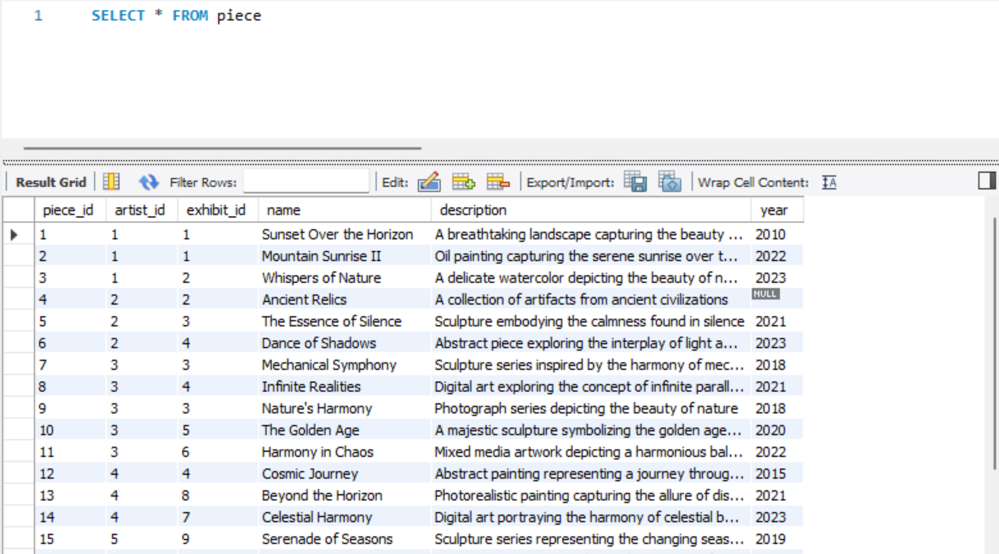 1 SELECT * FROM piece
Result Grid Filter Rows: Edit: Export/Import: Wrap Cell Content: ‡A
piece_id artist_id exhibit_id name description year
1 1 1 Sunset Over the Horizon A breathtaking landscape capturing the beauty ... 2010
2 1 1 Mountain Sunrise II Oil painting capturing the serene sunrise over t... 2022
3 1 2 Whispers of Nature A delicate watercolor depicting the beauty of n... 2023
4 2 2 Ancient Relics A collection of artifacts from ancient civilizations NULL
5 2 3 The Essence of Silence Sculpture embodying the calmness found in silence 2021
6 2 4 Dance of Shadows Abstract piece exploring the interplay of light a... 2023
7 3 3 Mechanical Symphony Sculpture series inspired by the harmony of mec... 2018
8 3 4 Infinite Realities Digital art exploring the concept of infinite parall... 2021
9 3 3 Nature's Harmony Photograph series depicting the beauty of nature 2018
10 3 5 The Golden Age A majestic sculpture symbolizing the golden age... 2020
11 3 6 Harmony in Chaos Mixed media artwork depicting a harmonious bal... 2022
12 4 4 Cosmic Journey Abstract painting representing a journey throug... 2015
13 4 8 Beyond the Horizon Photorealistic painting capturing the allure of dis... 2021
14 4 7 Celestial Harmony Digital art portraying the harmony of celestial b... 2023
15 5 9 Serenade of Seasons Sculpture series representing the changing seas... 2019